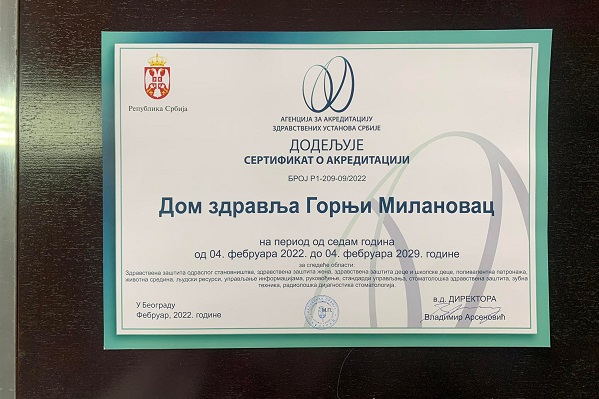 Република Србија
АГЕНЦИЈА ЗА АКРЕДИТАЦИЈУ
ЗДРАВСТВЕНИХ УСТАНОВА СРБИЈЕ
ДОДЕЉУЈЕ
СЕРТИФИКАТ О АКРЕДИТАЦИЈИ
БРОЈ Р1-209-09/2022
Дом здравља Горњи Милановац
на период од седам година
од 04. фебруара 2022. до 04. фебруара 2029. године
за следеће области:
Здравствена заштита одраслог становништва, здравствена заштита жена, здравствена заштита деце и школске деце, поливалентна патронажа,
животна средина, људски ресурси, управљање информацијма, руковођење, стандарди управљања, стоматолошка здравствена заштита, зубна
техника, радиолошка дијагностика стоматологија.
У Београду
Фебруар, 2022. године
М.П.
в.д. ДИРЕКТОРА
Владимир Арсеновић